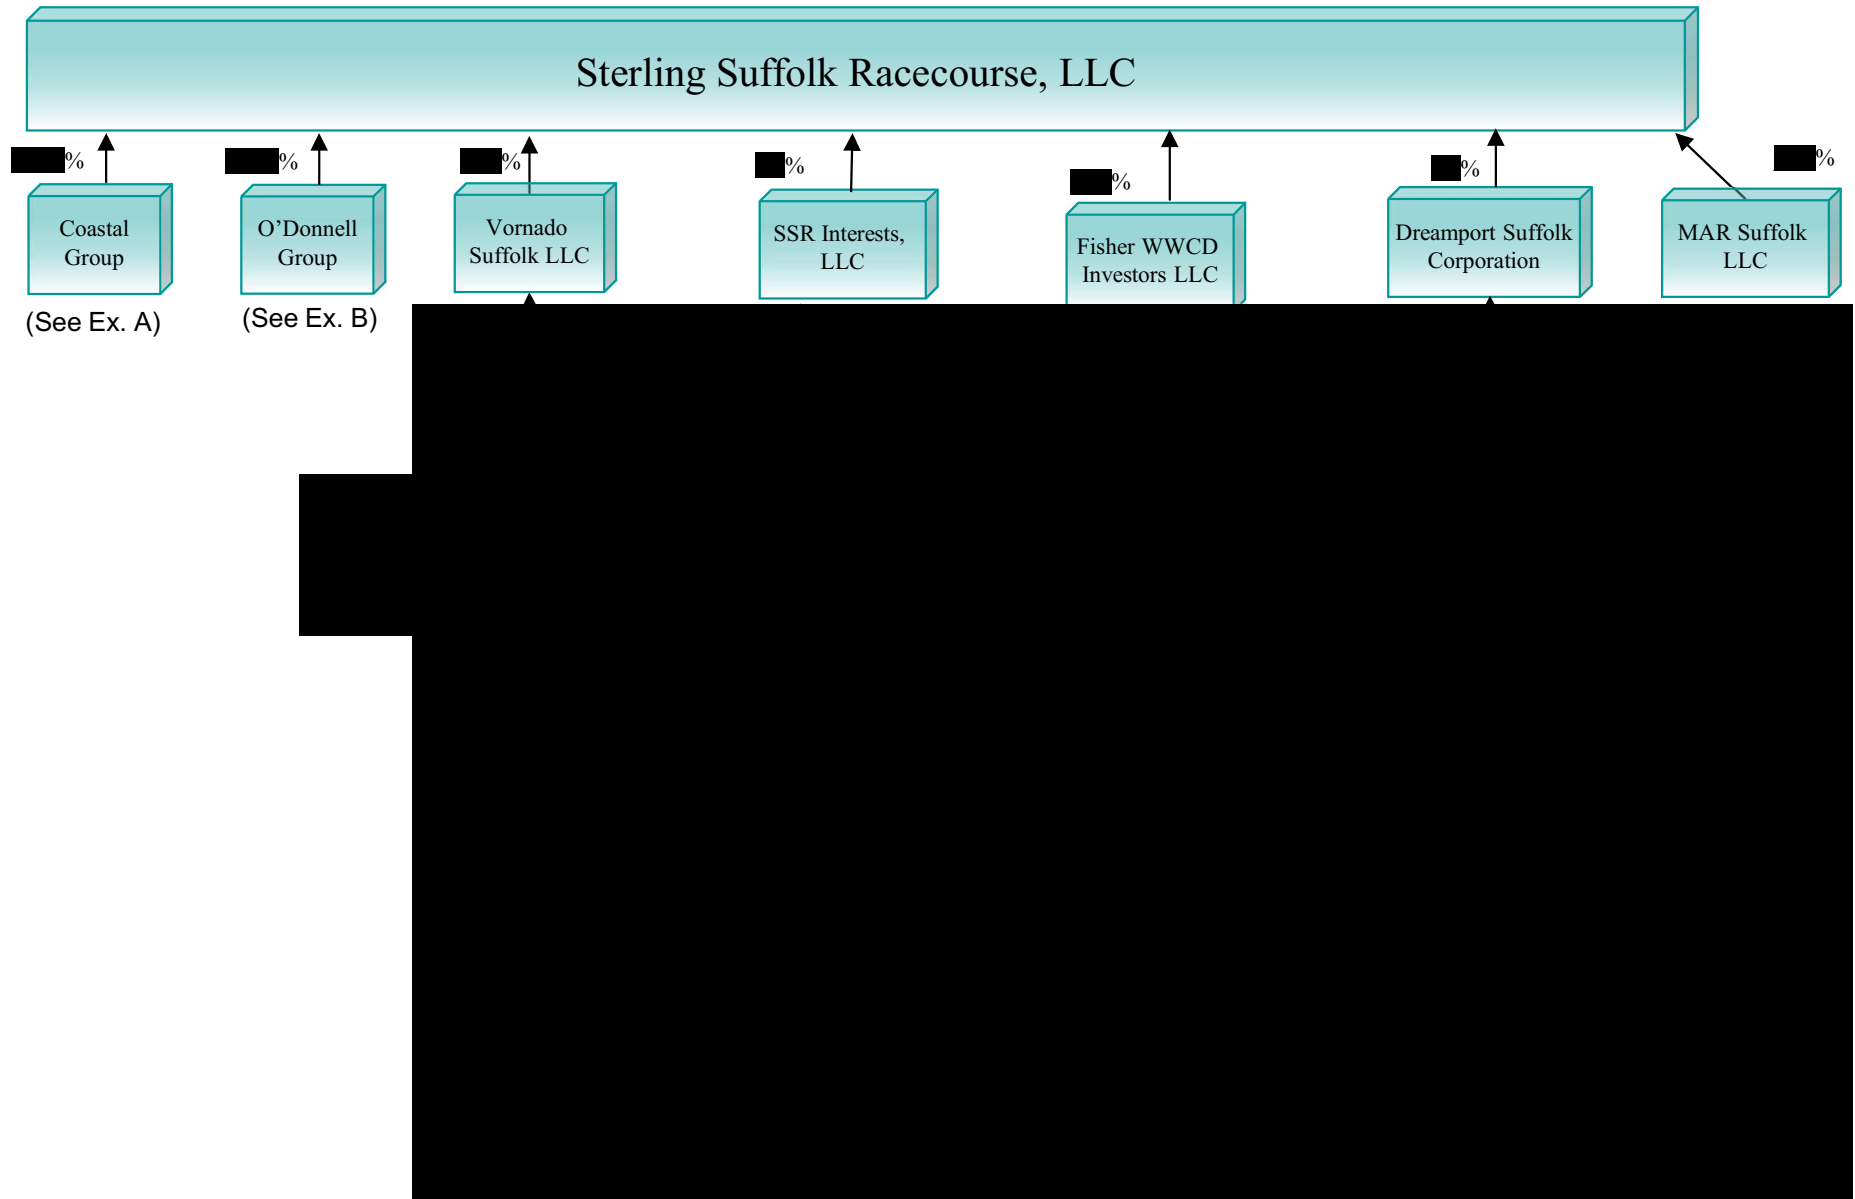 Sterling Suffolk Racecourse, LLC
%
%
%
%
%
%
%
Coastal
Group
O’Donnell
Group
Vornado
Suffolk LLC
SSR Interests,
LLC
Fisher WWCD
Investors LLC
Dreamport Suffolk
Corporation
MAR Suffolk
LLC
(See Ex. A)
(See Ex. B)